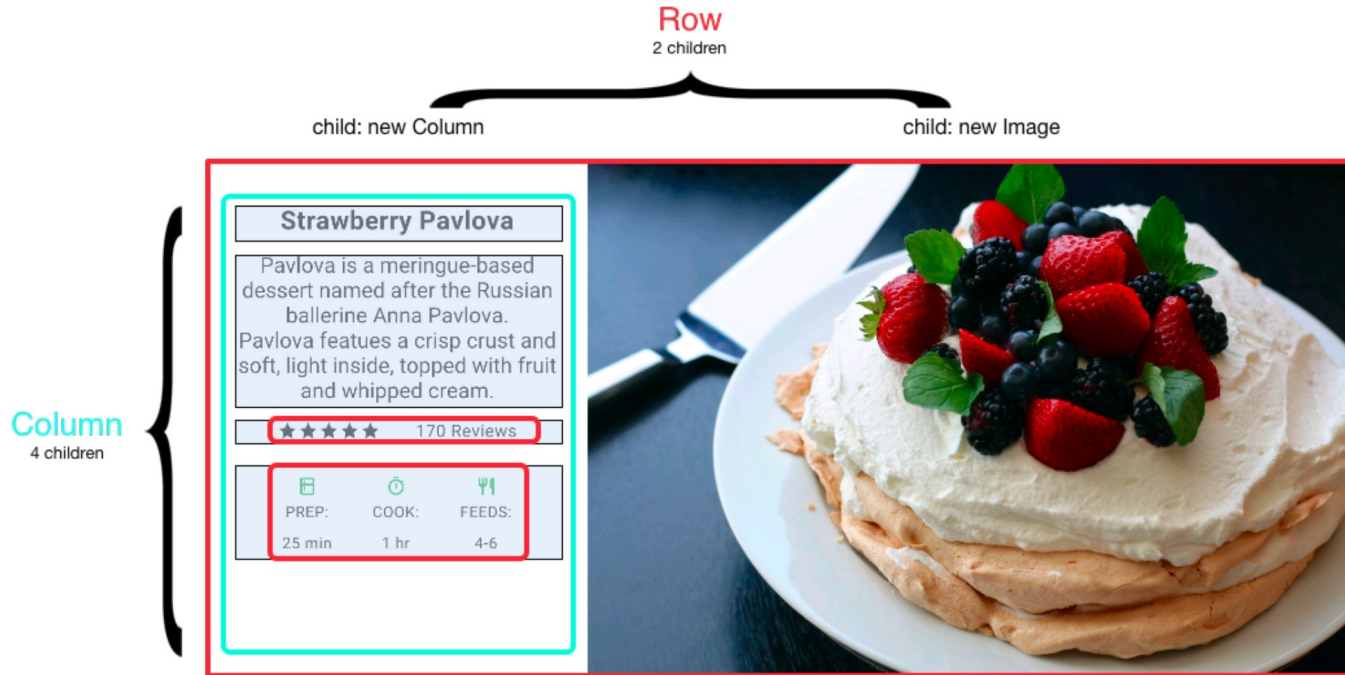 Row
2 children
child: new Column
child: new Image
Column
4 children
Strawberry Pavlova
Pavlova is a meringue-based
dessert named after the Russian
ballerine Anna Pavlova.
Pavlova featues a crisp crust and
soft, light inside, topped with fruit
and whipped cream.
170 Reviews
PREP: COOK: FEEDS:
25 min 1 hr 4-6